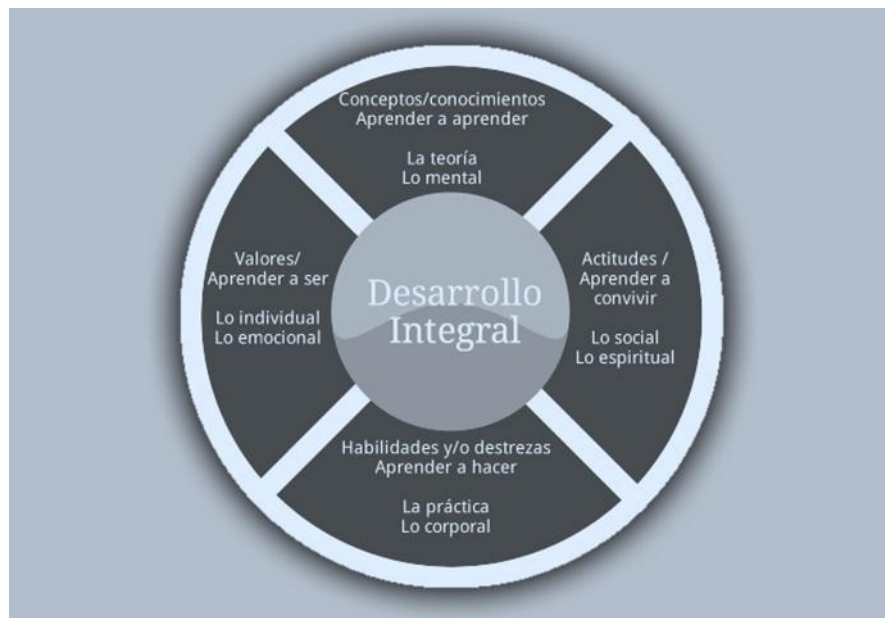 Conceptos/conocimientos
Aprender a aprender
La teoría
Lo mental
Valores/
Aprender a ser
Lo individual
Lo emocional
Desarrollo
Integral
Actitudes /
Aprender a
convivir
Lo social
Lo espiritual
Habilidades y/o destrezas
Aprender a hacer
La práctica
Lo corporal